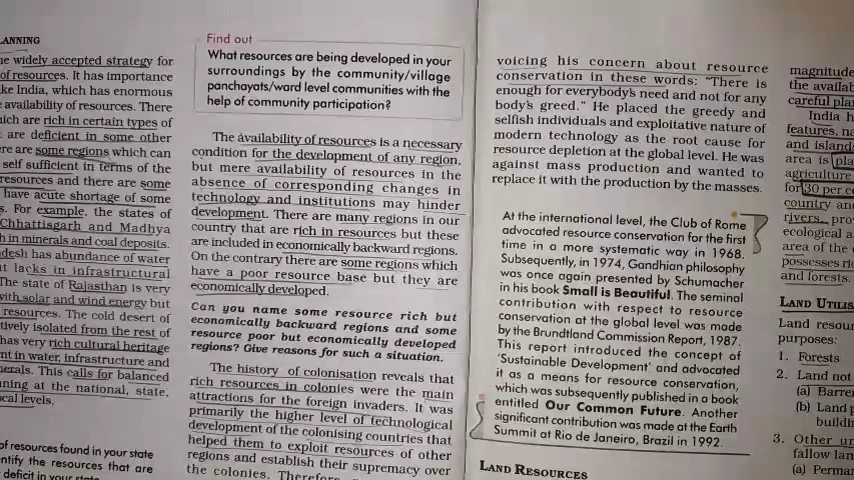 LANNING
widely accepted strategy for
of resources. It has importance
ke India, which has enormous
availability of resources. There
ich are rich in certain types of
are deficient in some other
re are some regions which can
self sufficient in terms of the
resources and there are some
have acute shortage of some
s. For example, the states of
Chhattisgarh and Madhya
h in minerals and coal deposits.
desh has abundance of water
t lacks in infrastructural
The state of Rajasthan is very
with solar and wind energy but
resources. The cold desert of
tively isolated from the rest of
has very rich cultural heritage
nt in water, infrastructure and
nerals. This calls for balanced
nning at the national, state,
cal levels.
of resources found in your state
ntify the resources that are
deficit in your state
Find out
What resources are being developed in your
surroundings by the community/village
panchayats/ward level communities with the
help of community participation?
The availability of resources is a necessary
condition for the development of any region,
but mere availability of resources in the
absence of corresponding changes in
technology and institutions may hinder
development. There are many regions in our
country that are rich in resources but these
are included in economically backward regions.
On the contrary there are some regions which
have a poor resource base but they are
economically developed.
Can you name some resource rich but
economically backward regions and some
resource poor but economically developed
regions? Give reasons for such a situation.
The history of colonisation reveals that
rich resources in colonies were the main
attractions for the foreign invaders. It was
primarily the higher level of technological
development of the colonising countries that
helped them to exploit resources of other
regions and establish their supremacy over
the colonies. Therefore
voicing his concern about resource
conservation in these words: “There is
enough for everybody’s need and not for any
body’s greed.” He placed the greedy and
selfish individuals and exploitative nature of
modern technology as the root cause for
resource depletion at the global level. He was
against mass production and wanted to
replace it with the production by the masses.
At the international level, the Club of Rome
advocated resource conservation for the first
time in a more systematic way in 1968.
Subsequently, in 1974, Gandhian philosophy
was once again presented by Schumacher
in his book Small is Beautiful. The seminal
contribution with respect to resource
conservation at the global level was made
by the Brundtland Commission Report, 1987.
This report introduced the concept of
‘Sustainable Development’ and advocated
it as a means for resource conservation,
which was subsequently published in a book
entitled Our Common Future. Another
significant contribution was made at the Earth
Summit at Rio de Janeiro, Brazil in 1992.
LAND RESOURCES
magnitude
the availab
careful pla
India h
features, na
and islands
area is pla
agriculture
for 30 per ce
country and
rivers, pro
ecological a
area of the
possesses ri
and forests.
LAND UTILIS
Land resour
purposes:
1. Forests
2. Land not
(a) Barre
(b) Land p
buildin
3. Other un
fallow lan
(a) Perma